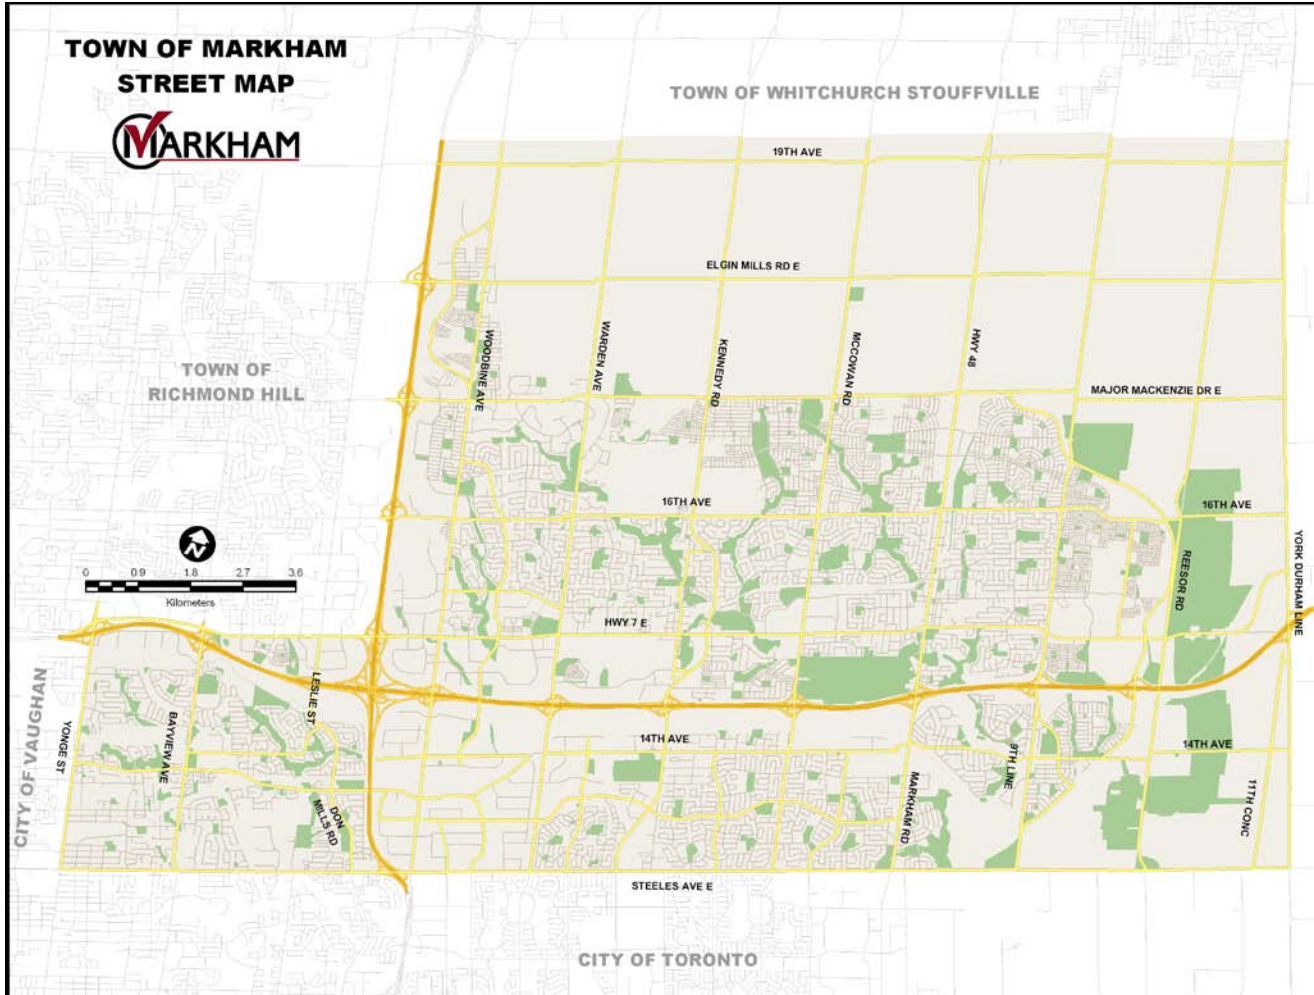 TOWN OF MARKHAM
STREET MAP
MARKHAM
TOWN OF WHITCHURCH STOUFFVILLE
19TH AVE
ELGIN MILLS RD E
WOODBINE AVE
WARDEN AVE
KENNEDY RD
MCCOWAN RD
HWY 48
TOWN OF
RICHMOND HILL
MAJOR MACKENZIE DR E
16TH AVE
16TH AVE
N
0 0.9 1.8 2.7 3.6
Kilometers
REESOR RD
YORK DURHAM LINE
HWY 7 E
CITY OF VAUGHAN
YONGE ST
BAYVIEW AVE
LESLIE ST
14TH AVE
14TH AVE
DON
MILLS RD
MARKHAM RD
9TH LINE
11TH CONC
STEELES AVE E
CITY OF TORONTO